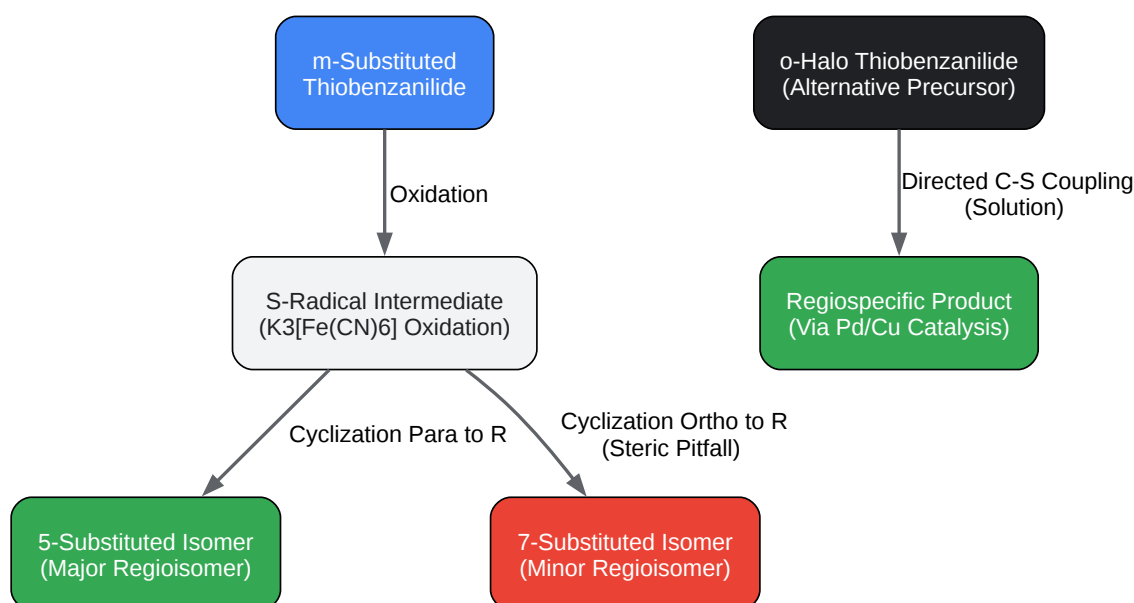 m-Substituted
Thiobenzanilide
o-Halo Thiobenzanilide
(Alternative Precursor)
Oxidation
Directed C-S Coupling
(Solution)
S-Radical Intermediate
(K3[Fe(CN)6] Oxidation)
Regiospecific Product
(Via Pd/Cu Catalysis)
Cyclization Para to R
Cyclization Ortho to R
(Steric Pitfall)
5-Substituted Isomer
(Major Regioisomer)
7-Substituted Isomer
(Minor Regioisomer)